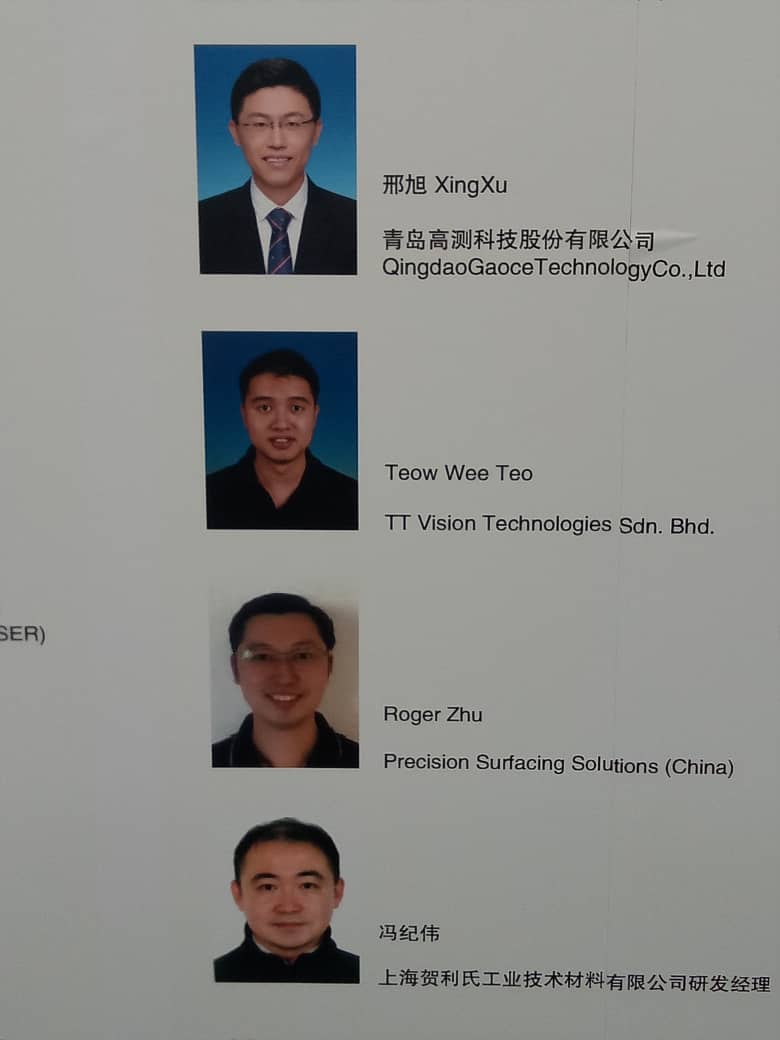 邢旭 XingXu
青岛高测科技股份有限公司
QingdaoGaoceTechnologyCo.,Ltd
Teow Wee Teo
TT Vision Technologies Sdn. Bhd.
SER)
Roger Zhu
Precision Surfacing Solutions (China)
冯纪伟
上海贺利氏工业技术材料有限公司研发经理